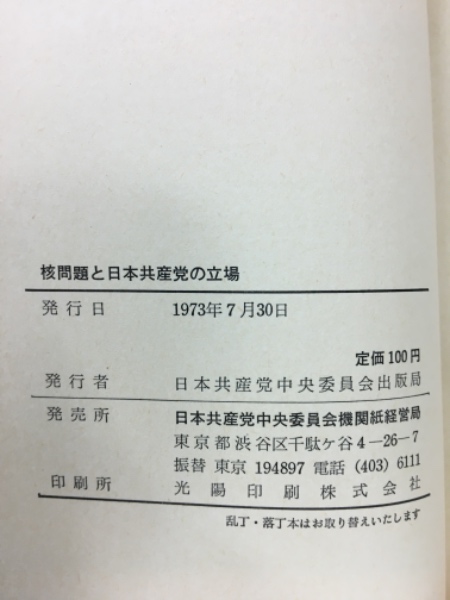 核問題と日本共産党の立場
発行日 1973年7月30日
定価100円
発行者 日本共産党中央委員会出版局
発売所 日本共産党中央委員会機関紙経営局
東京都渋谷区千駄ケ谷4-26-7
振替 東京 194897 電話 (403) 6111
印刷所 光陽印刷株式会社
乱丁・落丁本はお取り替えいたします